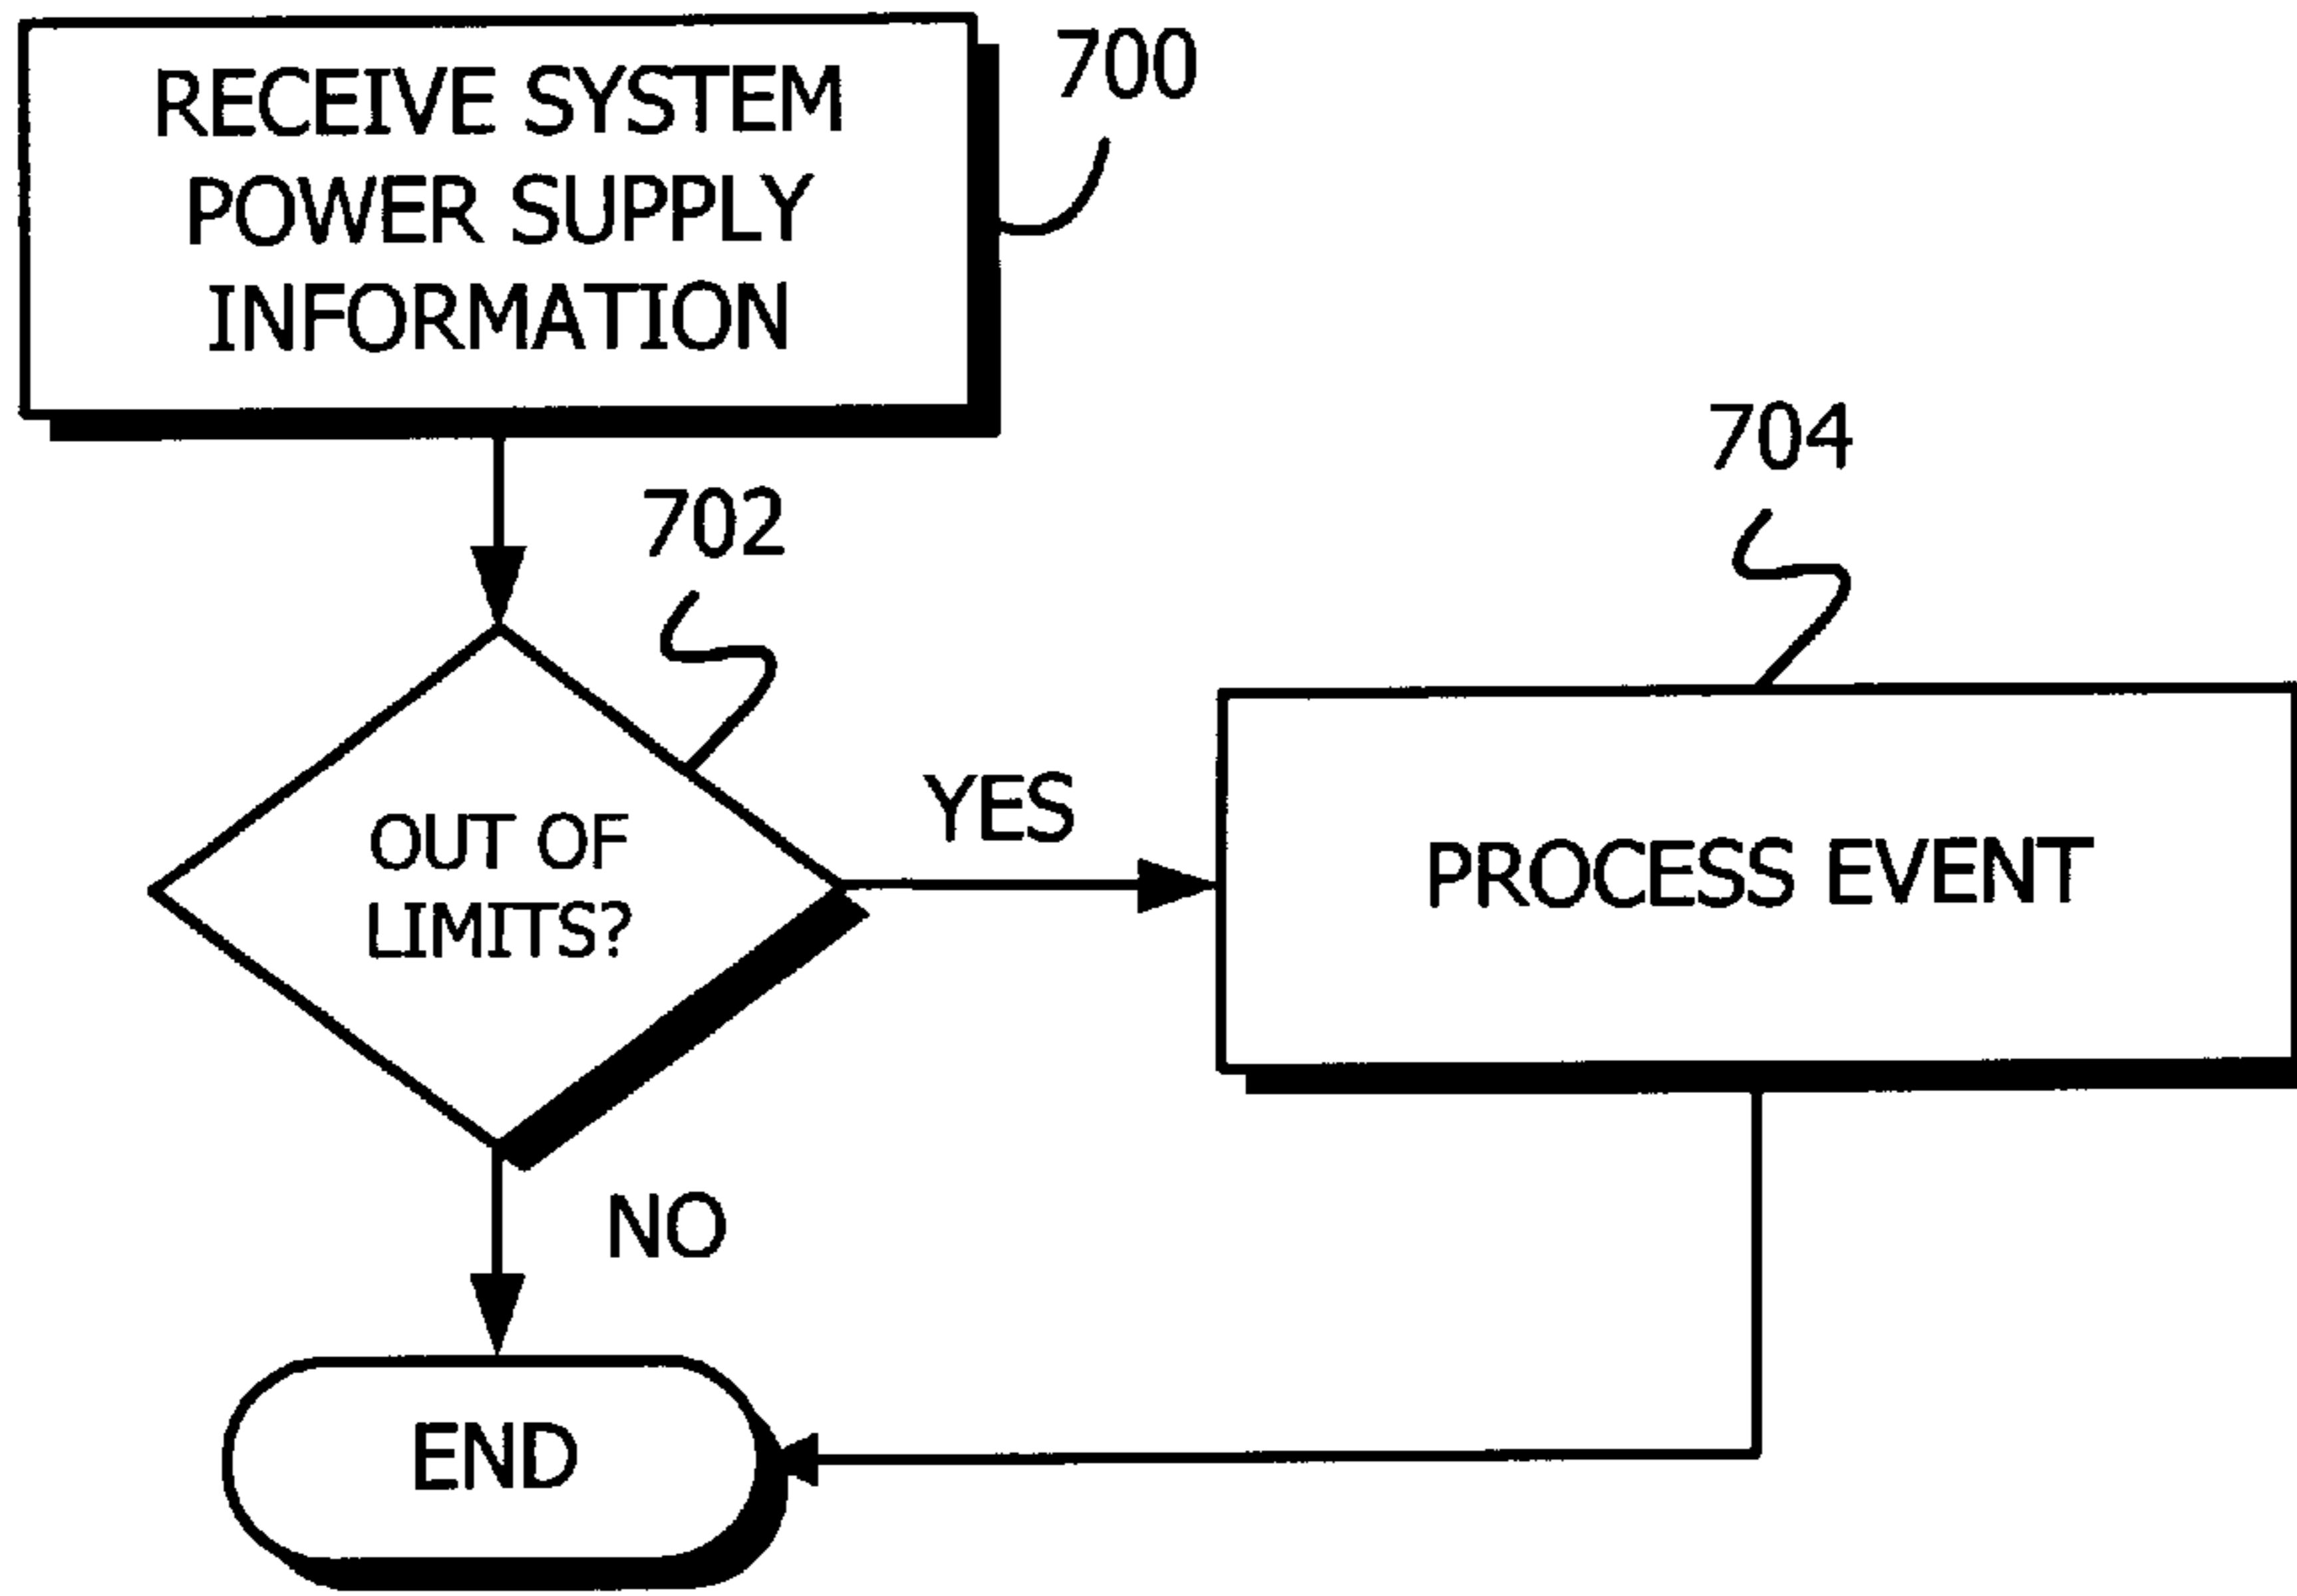 RECEIVE SYSTEM
POWER SUPPLY
INFORMATION
700
702
704
OUT OF
LIMITS?
YES
PROCESS EVENT
NO
END